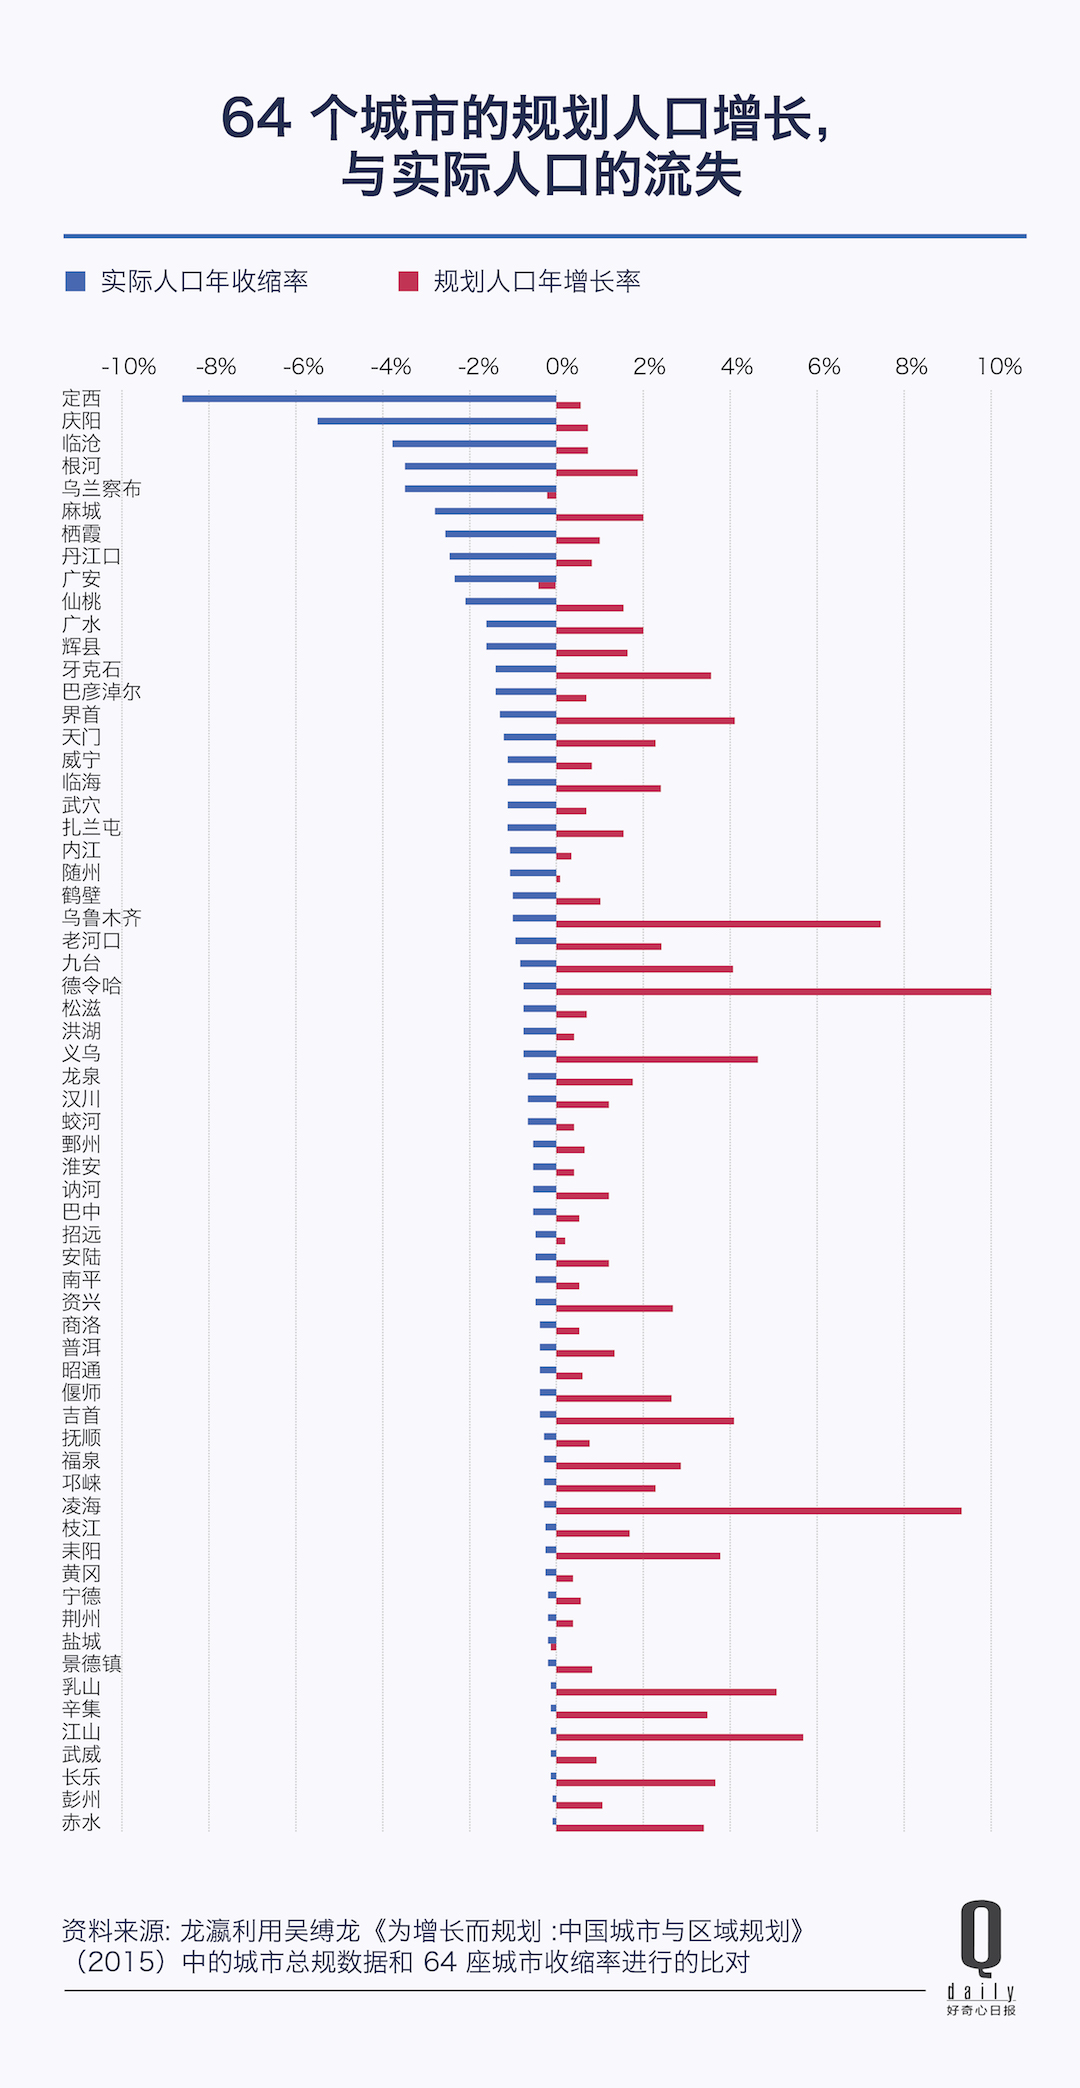 64 个城市的规划人口增长，
与实际人口的流失
实际人口年收缩率 规划人口年增长率
-10% -8% -6% -4% -2% 0% 2% 4% 6% 8% 10%
定西
庆阳
临沧
根河
乌兰察布
麻城
栖霞
丹江口
广安
仙桃
广水
辉县
牙克石
巴彦淖尔
界首
天门
威宁
临海
武穴
扎兰屯
内江
随州
鹤壁
乌鲁木齐
老河口
九台
德令哈
松滋
洪湖
义乌
龙泉
汉川
蛟河
鄄州
淮安
讷河
巴中
招远
安陆
南平
资兴
商洛
普洱
昭通
偃师
吉首
抚顺
福泉
邛崃
凌海
枝江
耒阳
黄冈
宁德
荆州
盐城
景德镇
乳山
辛集
江山
武威
长乐
彭州
赤水
资料来源: 龙瀛利用吴缚龙《为增长而规划 :中国城市与区域规划》
（2015）中的城市总规数据和 64 座城市收缩率进行的比对
Q
daily
好奇心日报